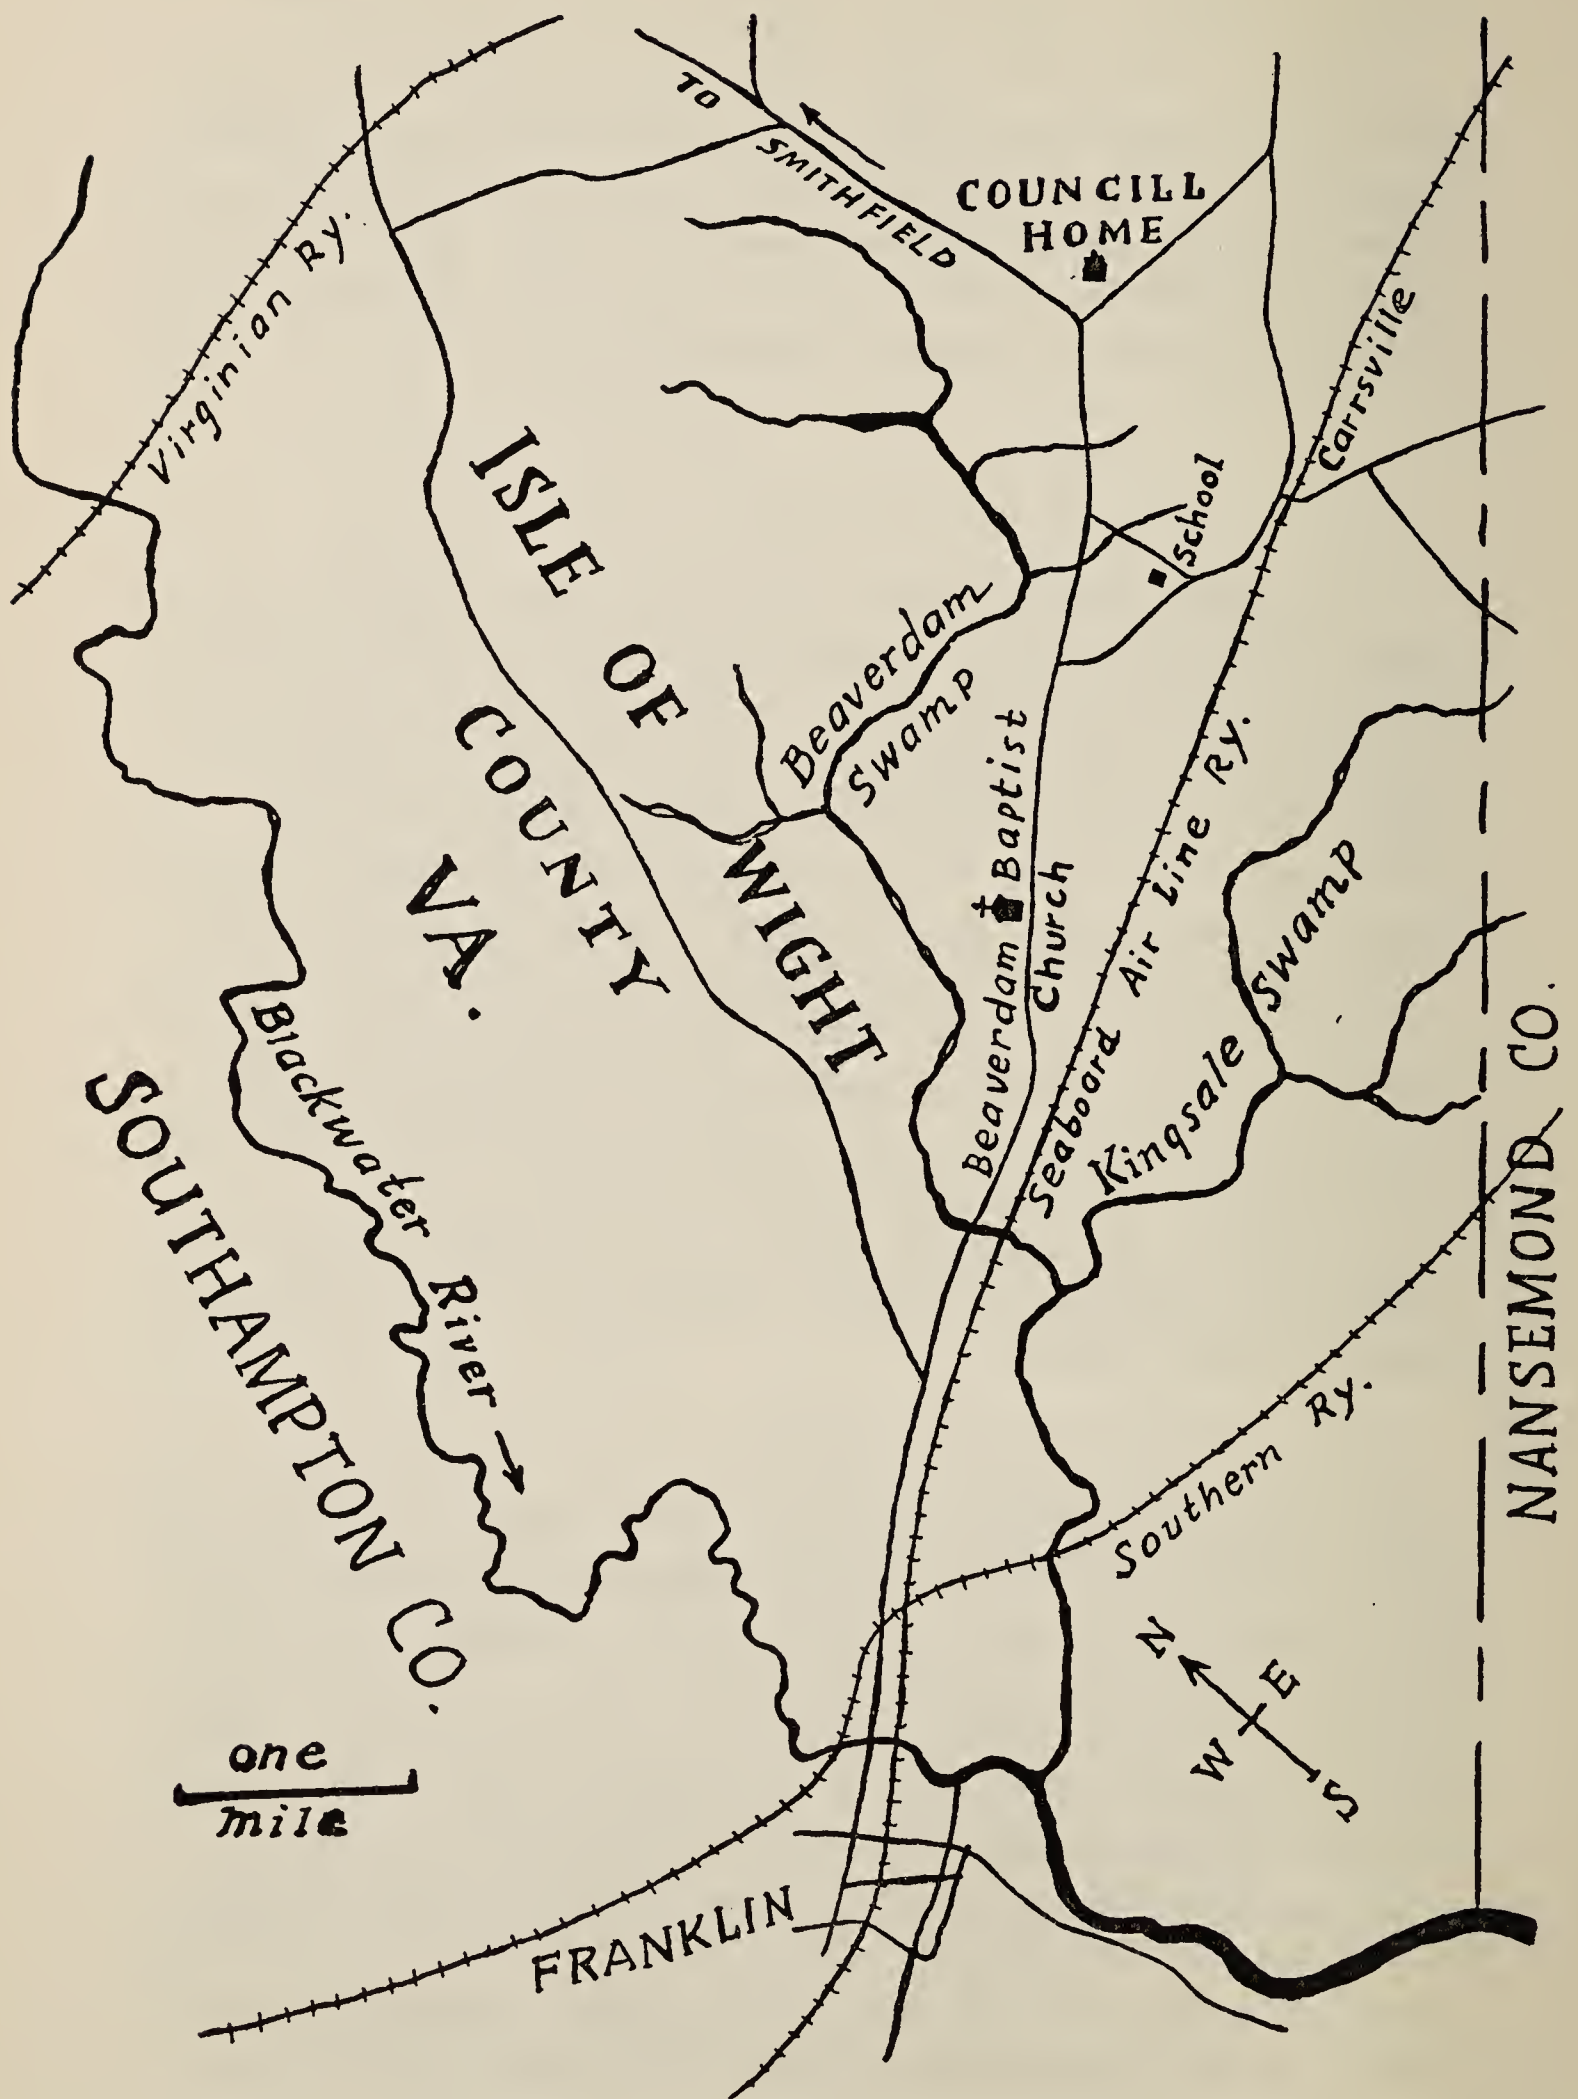 TO SMITHFIELD
COUNCILL
HOME
Virginian Ry.
Carrsville
ISLE OF WIGHT
COUNTY
VA.
School
Beaverdam
Swamp
Beaverdam Baptist
Church
Seaboard Air Line Ry.
Kingsale Swamp
Blackwater River
SOUTHAMPTON CO.
NANSEMOND CO.
Southern Ry.
N
E
W
S
one
mile
FRANKLIN